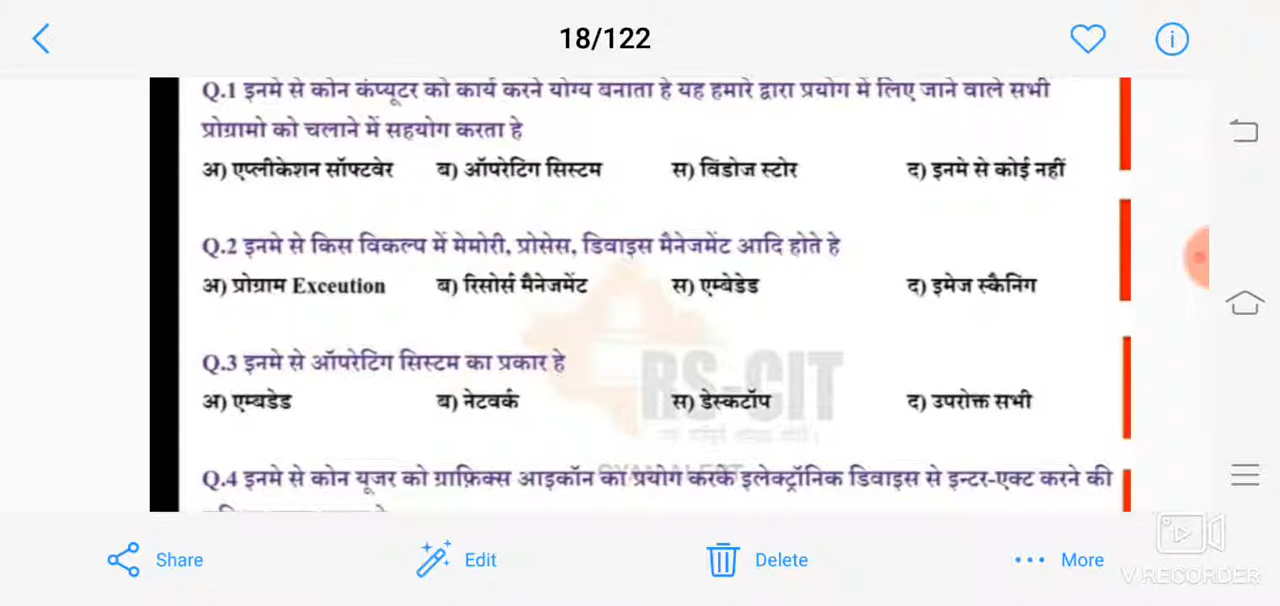 18/122
Q.1 इनमे से कोन कंप्यूटर को कार्य करने योग्य बनाता हे यह हमारे द्वारा प्रयोग में लिए जाने वाले सभी
प्रोग्रामो को चलाने में सहयोग करता हे
अ) एप्लीकेशन सॉफ्टवेर ब) ऑपरेटिग सिस्टम स) विंडोज स्टोर द) इनमे से कोई नहीं
Q.2 इनमे से किस विकल्प में मेमोरी, प्रोसेस, डिवाइस मैनेजमेंट आदि होते हे
अ) प्रोग्राम Exceution ब) रिसोर्स मैनेजमेंट स) एम्बेडेड द) इमेज स्कैनिंग
RS-CIT
Q.3 इनमे से ऑपरेटिंग सिस्टम का प्रकार हे
अ) एम्बडेड ब) नेटवर्क स) डेस्कटॉप द) उपरोक्त सभी
Q.4 इनमे से कोन यूजर को ग्राफ़िक्स आइकॉन का प्रयोग करके इलेक्ट्रॉनिक डिवाइस से इन्टर-एक्ट करने की
Share Edit Delete More
V RECORDER